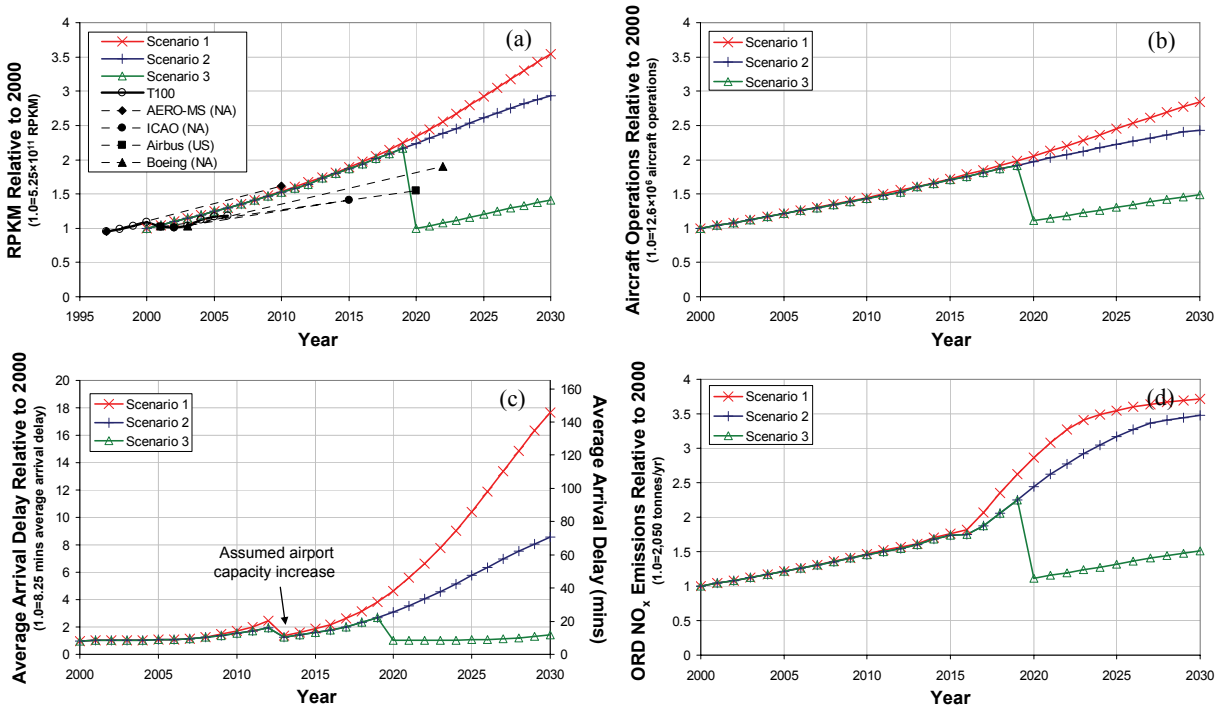 (a)
RPKM Relative to 2000
(1.0=5.25×10¹¹ RPKM)
4
3.5
3
2.5
2
1.5
1
0.5
0
Scenario 1
Scenario 2
Scenario 3
T100
AERO-MS (NA)
ICAO (NA)
Airbus (US)
Boeing (NA)
1995
2000
2005
2010
2015
2020
2025
2030
Year
(b)
Aircraft Operations Relative to 2000
(1.0=12.6×10⁶ aircraft operations)
4
3.5
3
2.5
2
1.5
1
0.5
0
Scenario 1
Scenario 2
Scenario 3
2000
2005
2010
2015
2020
2025
2030
Year
(c)
Average Arrival Delay Relative to 2000
(1.0=8.25 mins average arrival delay)
20
18
16
14
12
10
8
6
4
2
0
Scenario 1
Scenario 2
Scenario 3
Assumed airport
capacity increase
160
140
120
100
80
60
40
20
0
Average Arrival Delay (mins)
2000
2005
2010
2015
2020
2025
2030
Year
(d)
ORD NOₓ Emissions Relative to 2000
(1.0=2,050 tonnes/yr)
4
3.5
3
2.5
2
1.5
1
0.5
0
Scenario 1
Scenario 2
Scenario 3
2000
2005
2010
2015
2020
2025
2030
Year